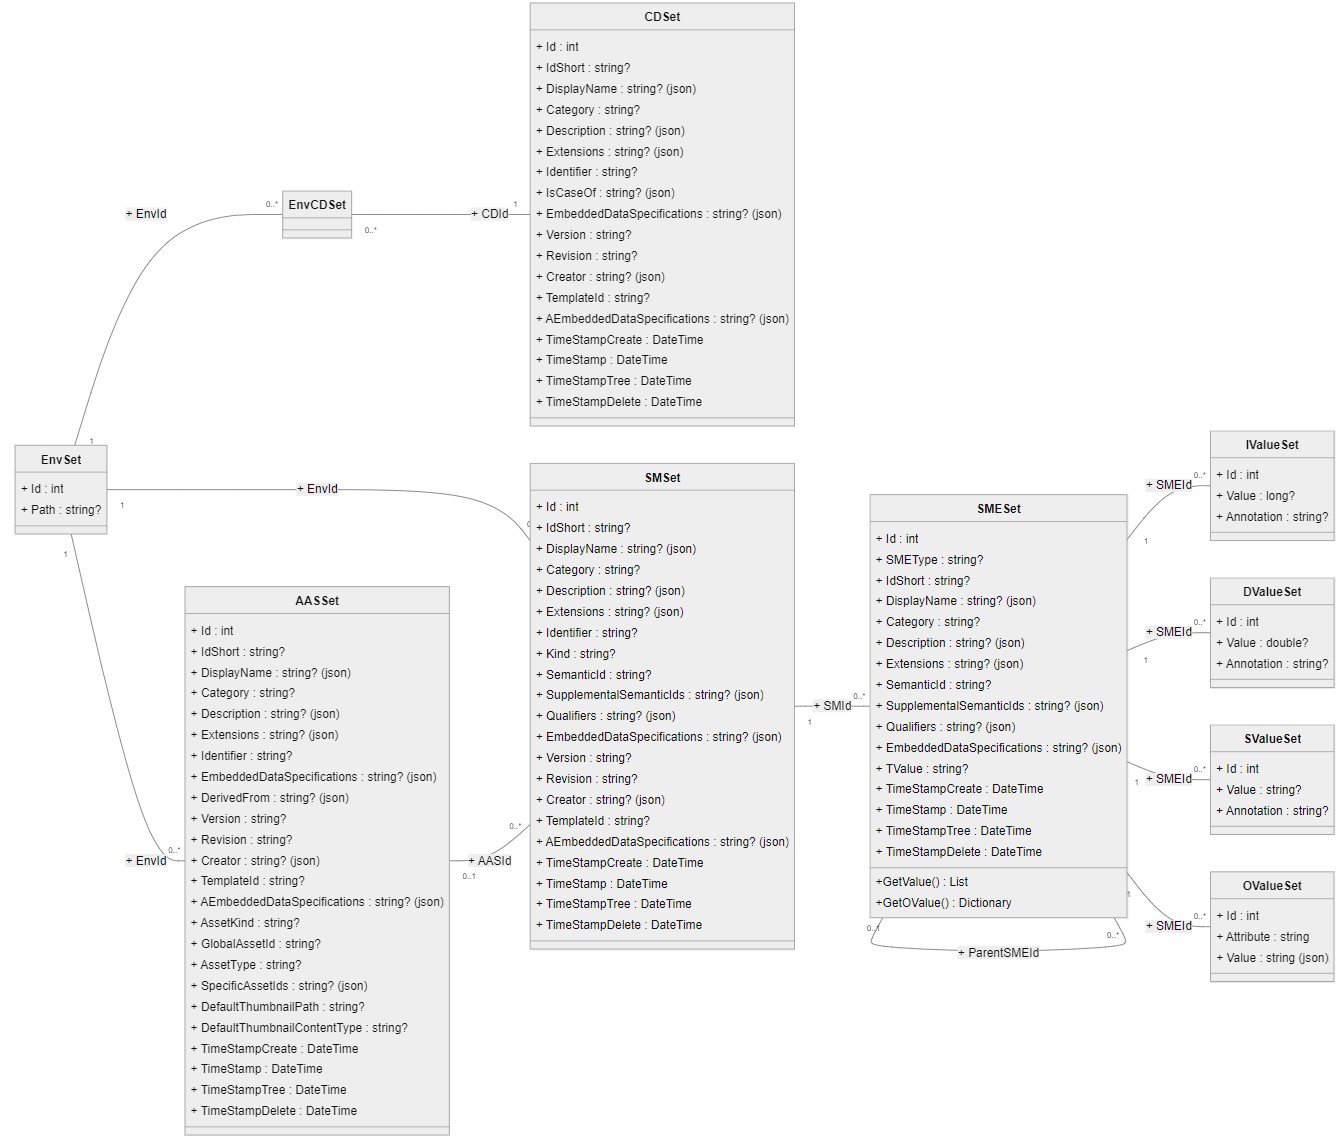 CDSet
+ Id : int
+ IdShort : string?
+ DisplayName : string? (json)
+ Category : string?
+ Description : string? (json)
+ Extensions : string? (json)
+ Identifier : string?
+ IsCaseOf : string? (json)
+ EmbeddedDataSpecifications : string? (json)
+ Version : string?
+ Revision : string?
+ Creator : string? (json)
+ TemplateId : string?
+ AEmbeddedDataSpecifications : string? (json)
+ TimeStampCreate : DateTime
+ TimeStamp : DateTime
+ TimeStampTree : DateTime
+ TimeStampDelete : DateTime
+ EnvId
0..*
EnvCDSet
0..*
+ CDId
1
1
EnvSet
+ Id : int
+ Path : string?
1
1
+ EnvId
SMSet
+ Id : int
+ IdShort : string?
+ DisplayName : string? (json)
+ Category : string?
+ Description : string? (json)
+ Extensions : string? (json)
+ Identifier : string?
+ Kind : string?
+ SemanticId : string?
+ SupplementalSemanticIds : string? (json)
+ Qualifiers : string? (json)
+ EmbeddedDataSpecifications : string? (json)
+ Version : string?
+ Revision : string?
+ Creator : string? (json)
+ TemplateId : string?
+ AEmbeddedDataSpecifications : string? (json)
+ TimeStampCreate : DateTime
+ TimeStamp : DateTime
+ TimeStampTree : DateTime
+ TimeStampDelete : DateTime
AASSet
+ Id : int
+ IdShort : string?
+ DisplayName : string? (json)
+ Category : string?
+ Description : string? (json)
+ Extensions : string? (json)
+ Identifier : string?
+ EmbeddedDataSpecifications : string? (json)
+ DerivedFrom : string? (json)
+ Version : string?
+ Revision : string?
+ Creator : string? (json)
+ TemplateId : string?
+ AEmbeddedDataSpecifications : string? (json)
+ AssetKind : string?
+ GlobalAssetId : string?
+ AssetType : string?
+ SpecificAssetIds : string? (json)
+ DefaultThumbnailPath : string?
+ DefaultThumbnailContentType : string?
+ TimeStampCreate : DateTime
+ TimeStamp : DateTime
+ TimeStampTree : DateTime
+ TimeStampDelete : DateTime
+ EnvId
0..*
0..*
+ AASId
0..1
+ SMId
0..*
1
SMESet
+ Id : int
+ SMEType : string?
+ IdShort : string?
+ DisplayName : string? (json)
+ Category : string?
+ Description : string? (json)
+ Extensions : string? (json)
+ SemanticId : string?
+ SupplementalSemanticIds : string? (json)
+ Qualifiers : string? (json)
+ EmbeddedDataSpecifications : string? (json)
+ TValue : string?
+ TimeStampCreate : DateTime
+ TimeStamp : DateTime
+ TimeStampTree : DateTime
+ TimeStampDelete : DateTime
+GetValue() : List
+GetOValue() : Dictionary
0..1
0..*
+ ParentSMEId
IValueSet
+ Id : int
+ Value : long?
+ Annotation : string?
0..*
+ SMEId
1
DValueSet
+ Id : int
+ Value : double?
+ Annotation : string?
0..*
+ SMEId
1
SValueSet
+ Id : int
+ Value : string?
+ Annotation : string?
0..*
+ SMEId
1
OValueSet
+ Id : int
+ Attribute : string
+ Value : string (json)
1
0..*
+ SMEId